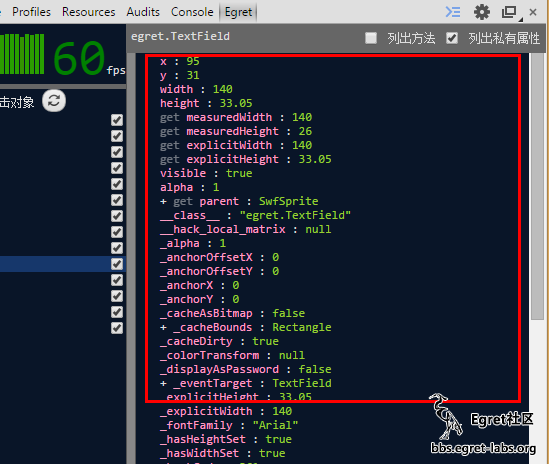 e Profiles Resources Audits Console Egret
60 fps
击对象
egret.TextField 列出方法 列出私有属性
x : 95
y : 31
width : 140
height : 33.05
get measuredWidth : 140
get measuredHeight : 26
get explicitWidth : 140
get explicitHeight : 33.05
visible : true
alpha : 1
+ get parent : SwfSprite
__class__ : "egret.TextField"
__hack_local_matrix : null
_alpha : 1
_anchorOffsetX : 0
_anchorOffsetY : 0
_anchorX : 0
_anchorY : 0
_cacheAsBitmap : false
+ _cacheBounds : Rectangle
_cacheDirty : true
_colorTransform : null
_displayAsPassword : false
+ _eventTarget : TextField
_explicitHeight : 33.05
_explicitWidth : 140
_fontFamily : "Arial"
_hasHeightSet : true
_hasWidthSet : true
Egret社区
bbs.egret-labs.org